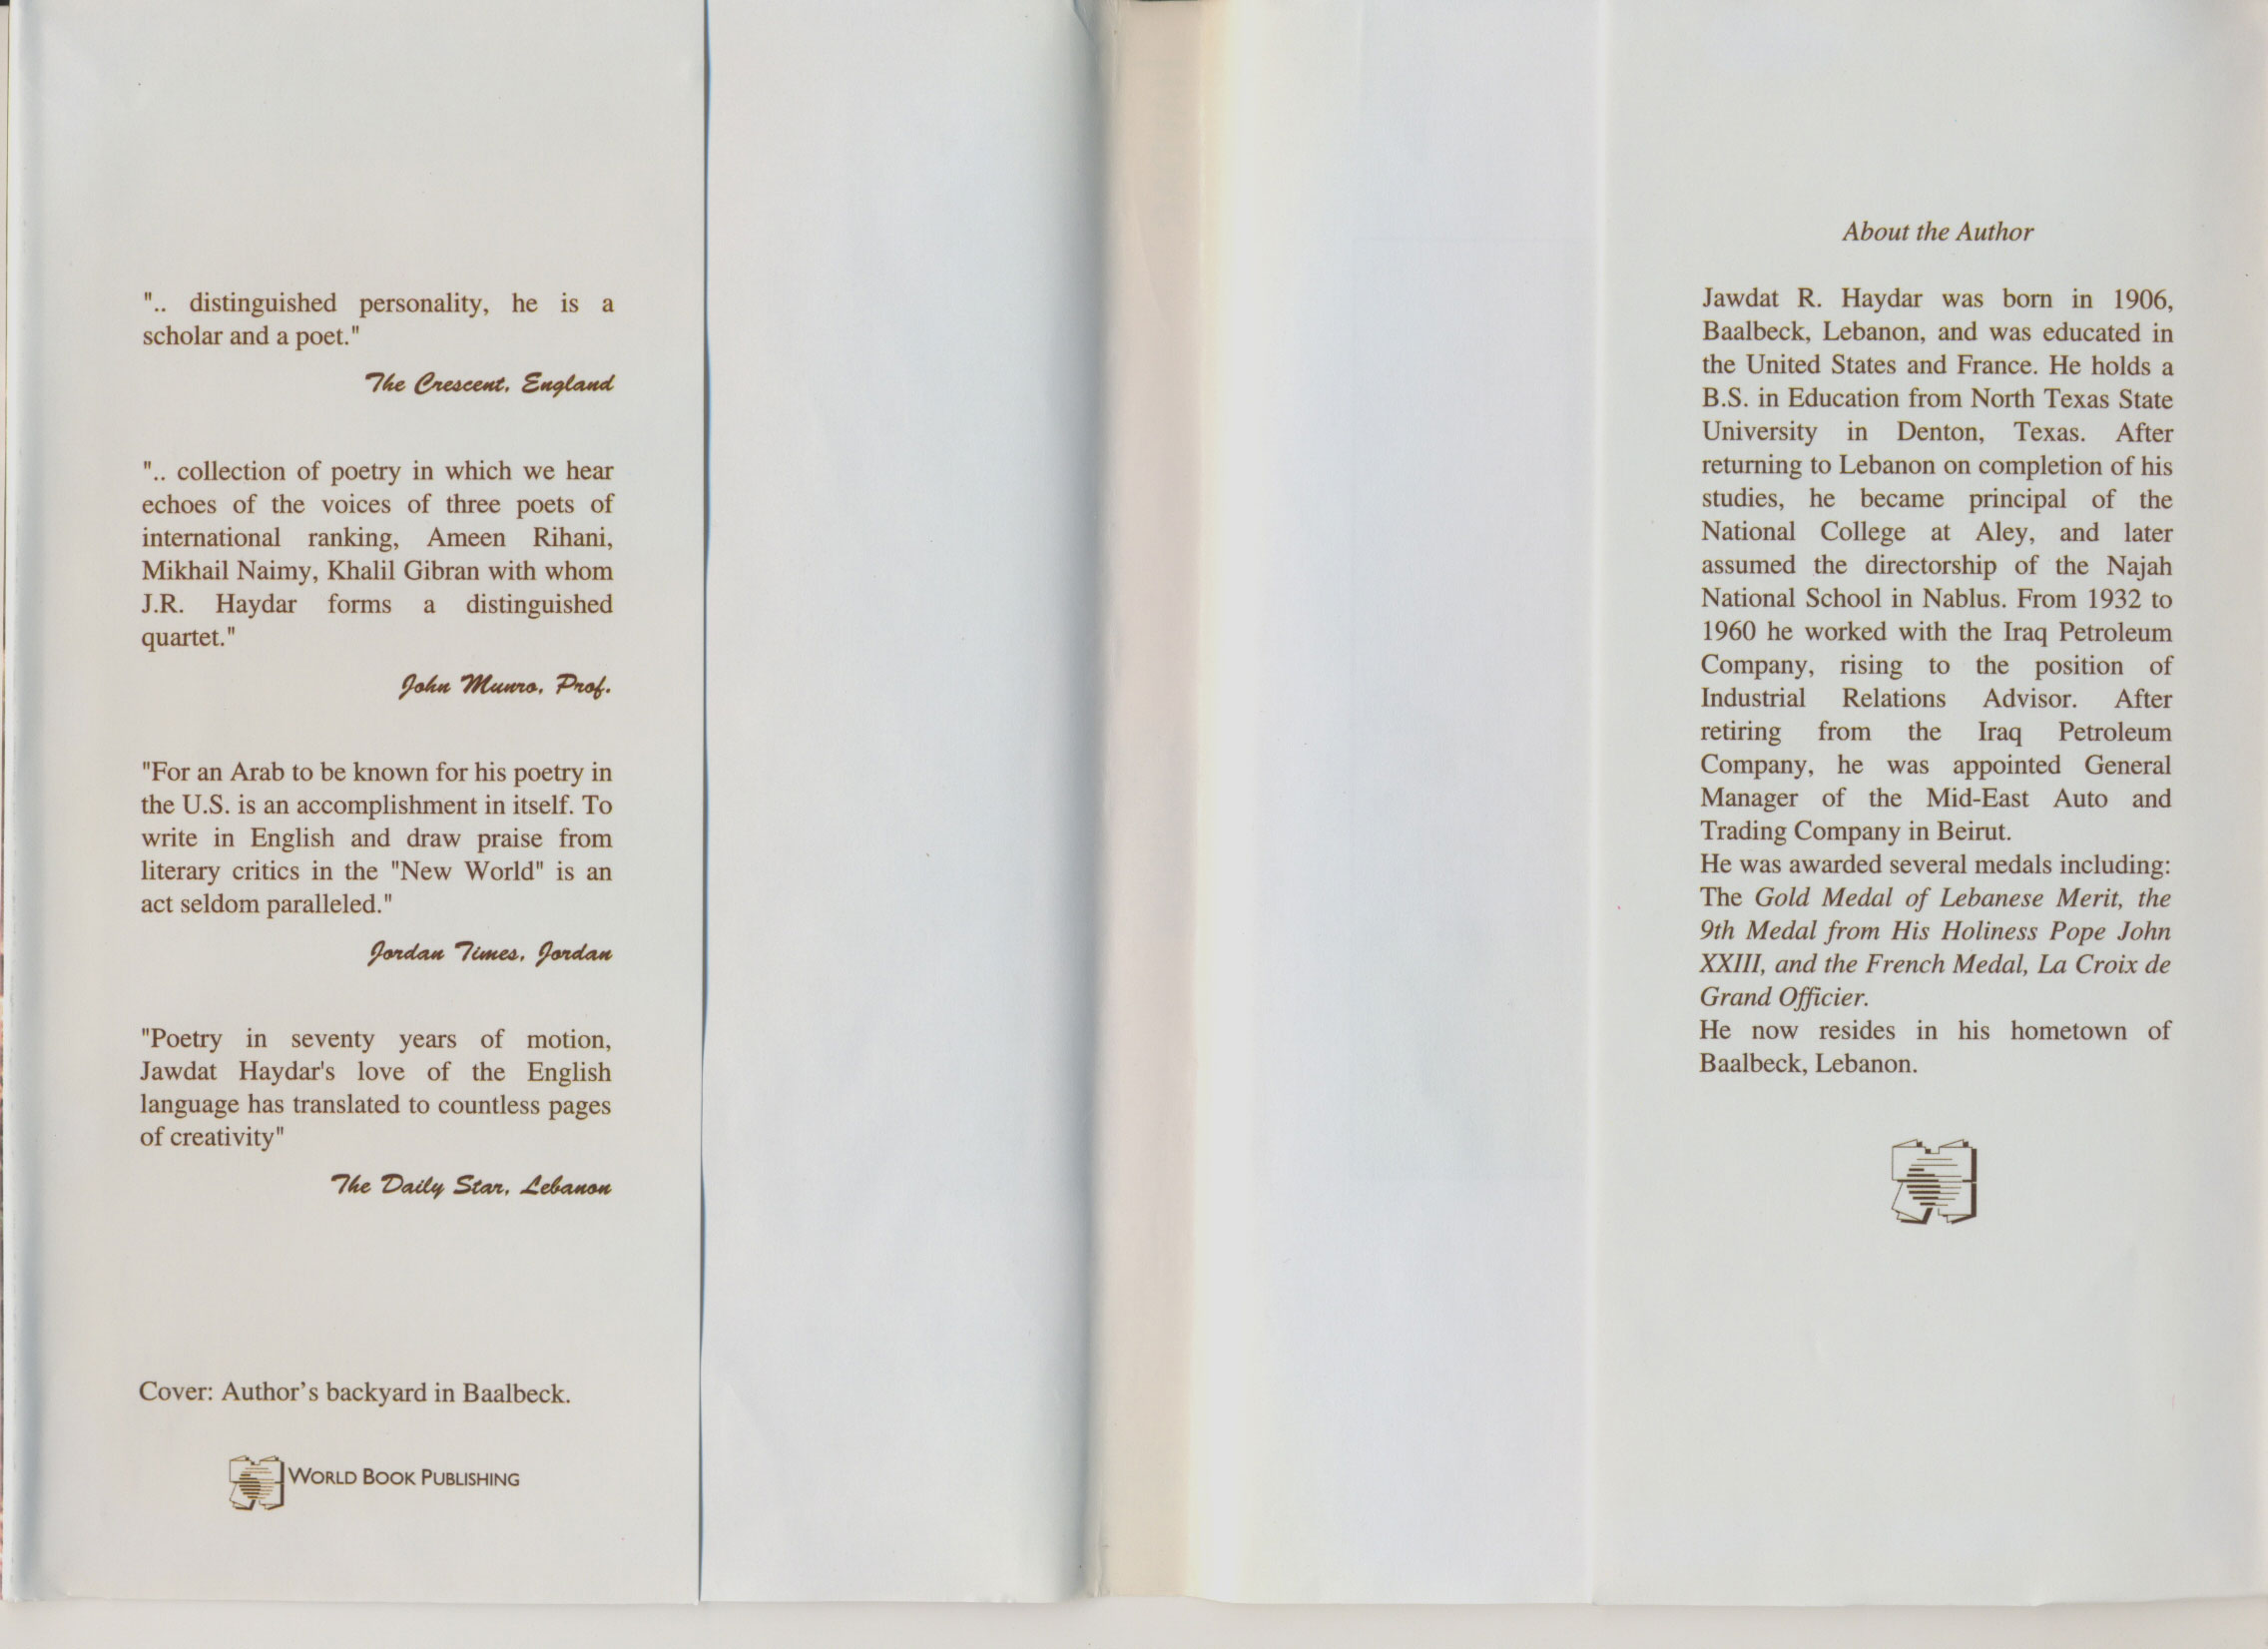 ".. distinguished personality, he is a
scholar and a poet."
The Crescent, England
".. collection of poetry in which we hear
echoes of the voices of three poets of
international ranking, Ameen Rihani,
Mikhail Naimy, Khalil Gibran with whom
J.R. Haydar forms a distinguished
quartet."
John Munro, Prof.
"For an Arab to be known for his poetry in
the U.S. is an accomplishment in itself. To
write in English and draw praise from
literary critics in the "New World" is an
act seldom paralleled."
Jordan Times, Jordan
"Poetry in seventy years of motion,
Jawdat Haydar's love of the English
language has translated to countless pages
of creativity"
The Daily Star, Lebanon
Cover: Author's backyard in Baalbeck.
WORLD BOOK PUBLISHING
About the Author
Jawdat R. Haydar was born in 1906,
Baalbeck, Lebanon, and was educated in
the United States and France. He holds a
B.S. in Education from North Texas State
University in Denton, Texas. After
returning to Lebanon on completion of his
studies, he became principal of the
National College at Aley, and later
assumed the directorship of the Najah
National School in Nablus. From 1932 to
1960 he worked with the Iraq Petroleum
Company, rising to the position of
Industrial Relations Advisor. After
retiring from the Iraq Petroleum
Company, he was appointed General
Manager of the Mid-East Auto and
Trading Company in Beirut.
He was awarded several medals including:
The Gold Medal of Lebanese Merit, the
9th Medal from His Holiness Pope John
XXIII, and the French Medal, La Croix de
Grand Officier.
He now resides in his hometown of
Baalbeck, Lebanon.